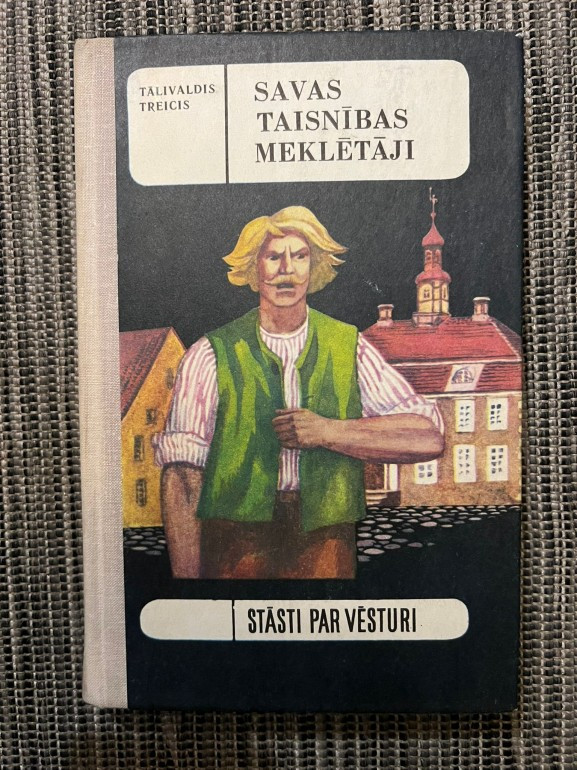 TĀLIVALDIS
TREICIS
SAVAS
TAISNĪBAS
MEKLĒTĀJI
STĀSTI PAR VĒSTURI